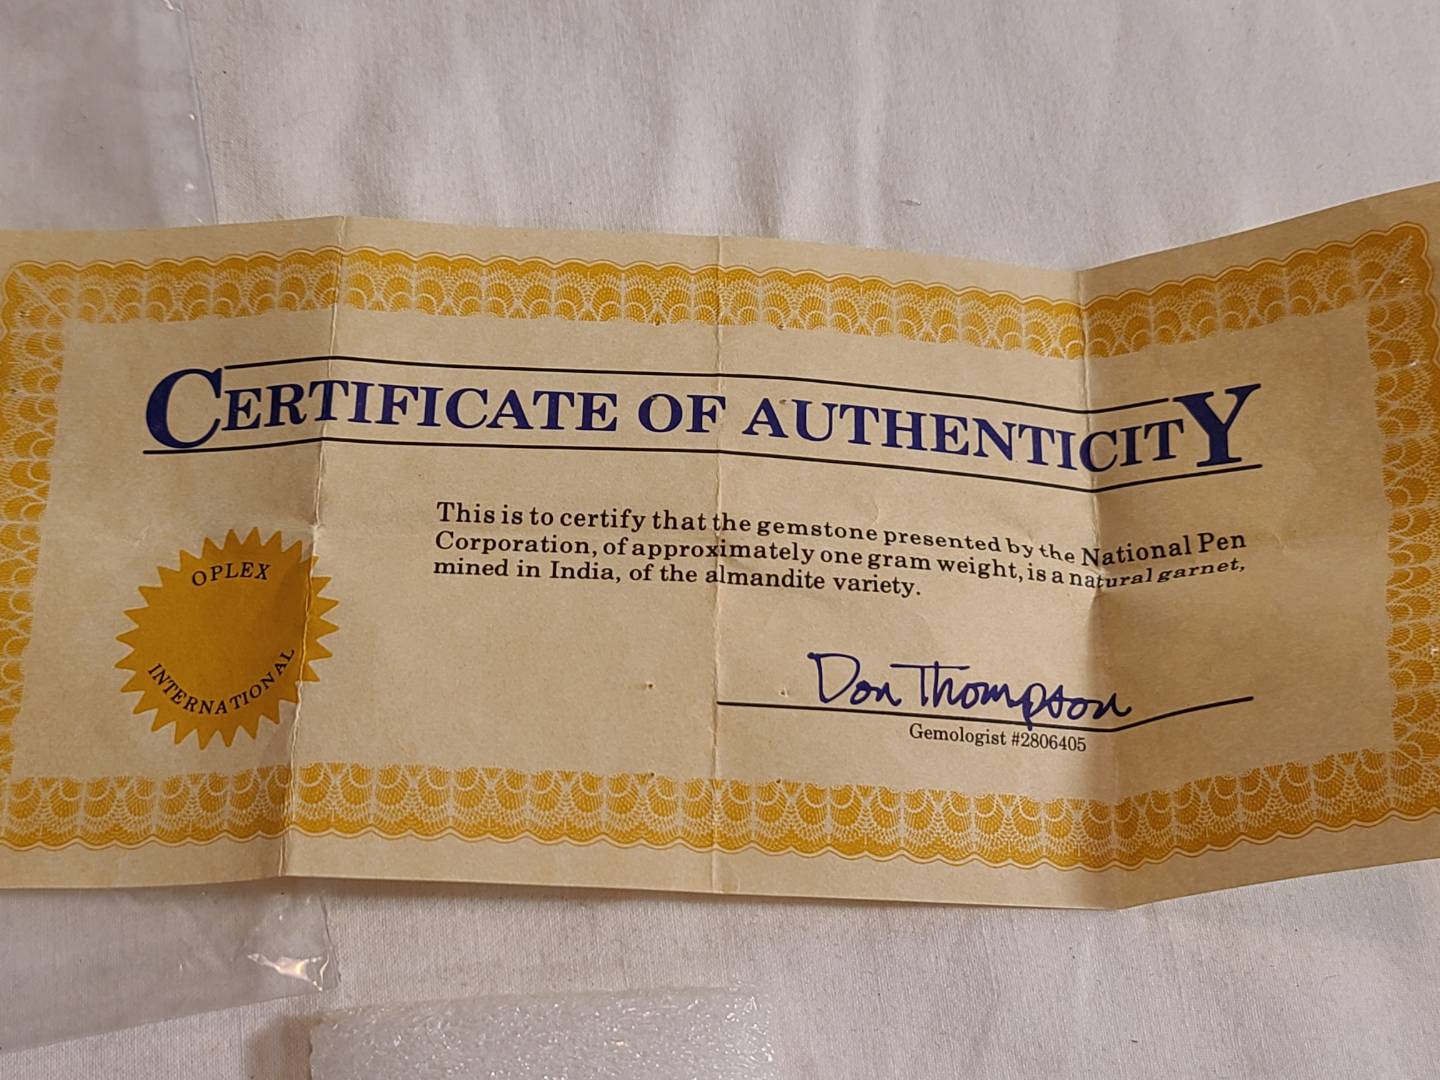 CERTIFICATE OF AUTHENTICITY
This is to certify that the gemstone presented by the National Pen
Corporation, of approximately one gram weight, is a natural garnet,
mined in India, of the almandite variety.
OPLEX
INTERNATIONAL
Don Thompson
Gemologist #2806405